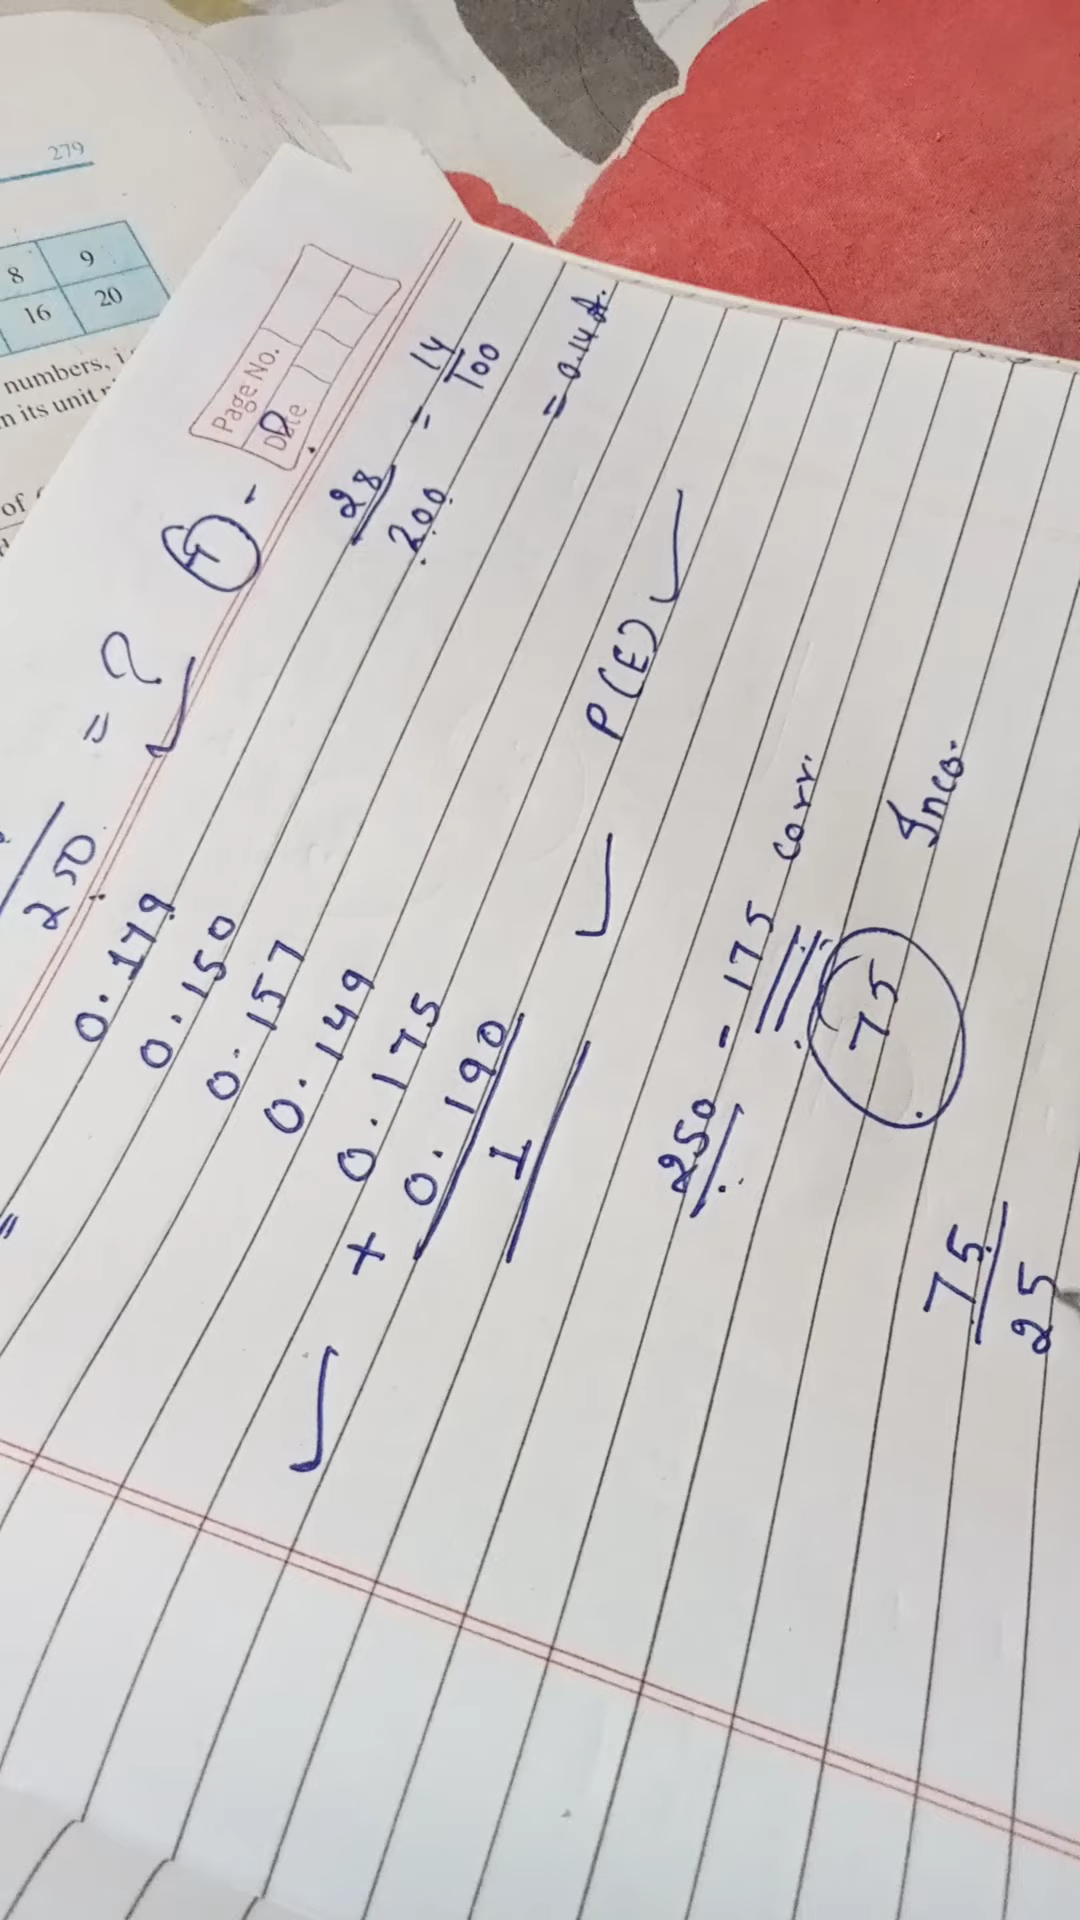 279
8 9
16 20
numbers, i
n its unit
of
Page No.
Date
= ?
250
28/200 = 14/100
= 0.14
0.179
0.150
0.157
0.149
0.175
+ 0.190
1
P(E)
250 - 175 Corr.
75 Inco.
75
25